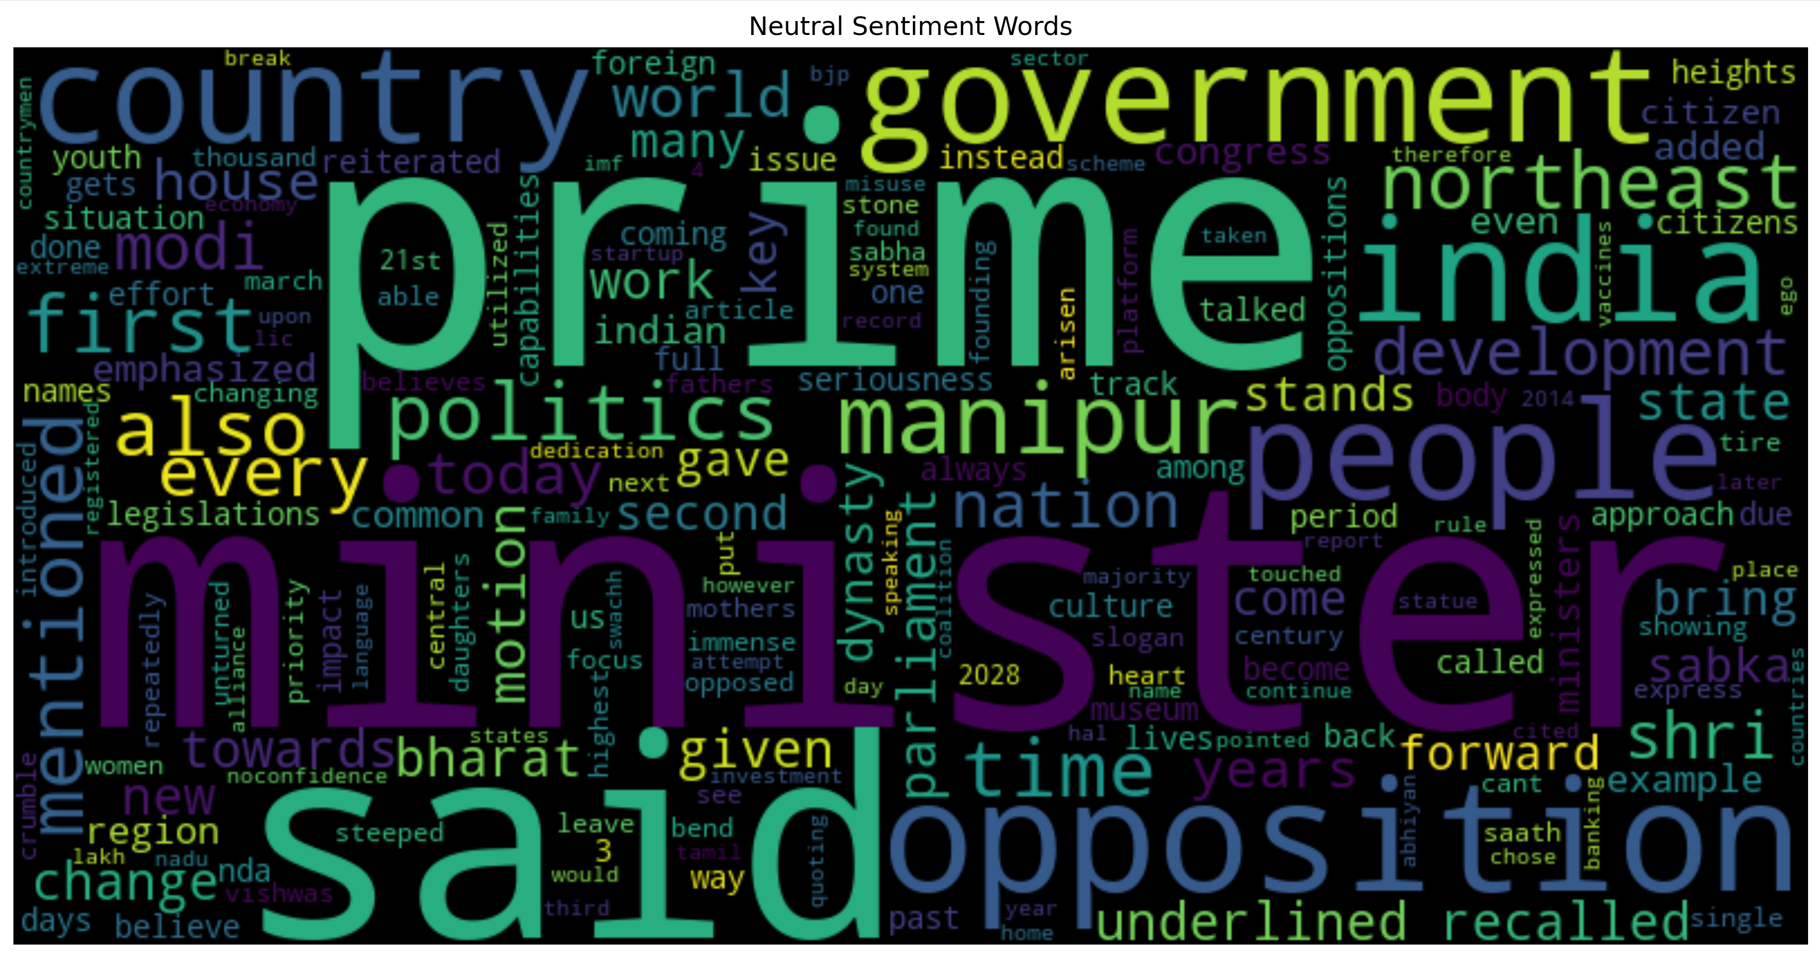 Neutral Sentiment Words
break
country
foreign
world
bjp
sector
government
heights
citizen
added
countrymen
many
youth
thousand
reiterated
imf
4
issue
instead
scheme
congress
therefore
northeast
gets
house
economy
situation
misuse
stone
found
sabha
system
even
citizens
done
extreme
modi
prime
21st
able
utilized
capabilities
coming
startup
work
key
article
indian
full
one
record
founding
arisen
platform
taken
talked
oppositions
india
vaccines
ego
march
effort
first
upon
lic
emphasized
development
names
changing
believes
fathers
seriousness
track
stands
body
2014
state
also
politics
manipur
people
tire
every
today
dedication
next
gave
always
among
later
introduced
registered
mentioned
legislations
common
family
second
dynasty
nation
period
rule
approach
due
report
minister
motion
put
speaking
parliament
coalition
expressed
ministers
place
repeatedly
unturned
alliance
priority
impact
language
central
daughters
us
swachh
focus
highest
however
mothers
immense
attempt
opposed
day
majority
culture
slogan
2028
heart
name
museum
touched
come
century
become
continue
statue
called
bring
showing
sabka
express
countries
towards
bharat
states
noconfidence
women
given
investment
hal
lives
pointed
back
cited
forward
shri
crumble
new
region
said
steeped
leave
3
would
third
see
bend
tamil
way
quoting
time
years
abhiyan
cant
banking
example
opposition
saath
chose
lakh
nadu
change
nda
vishwas
days
believe
past
year
home
underlined
recalled
single